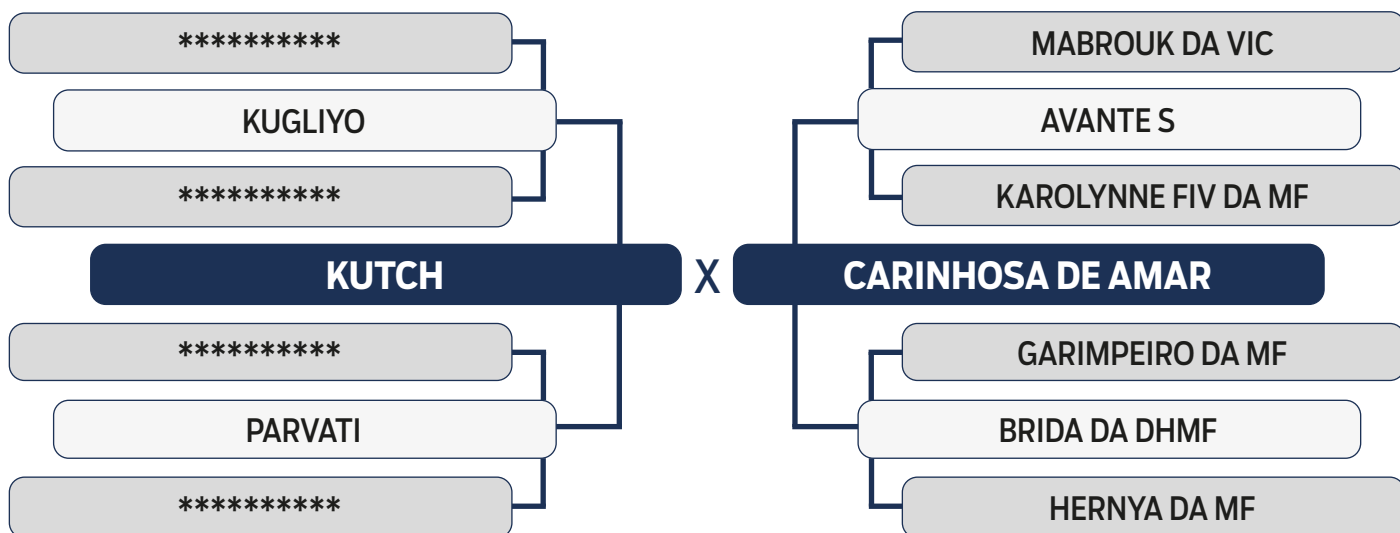 **********
KUGLIYO
**********
KUTCH
**********
PARVATI
**********
X
MABROUK DA VIC
AVANTE S
KAROLYNNE FIV DA MF
CARINHOSA DE AMAR
GARIMPEIRO DA MF
BRIDA DA DHMF
HERNYA DA MF